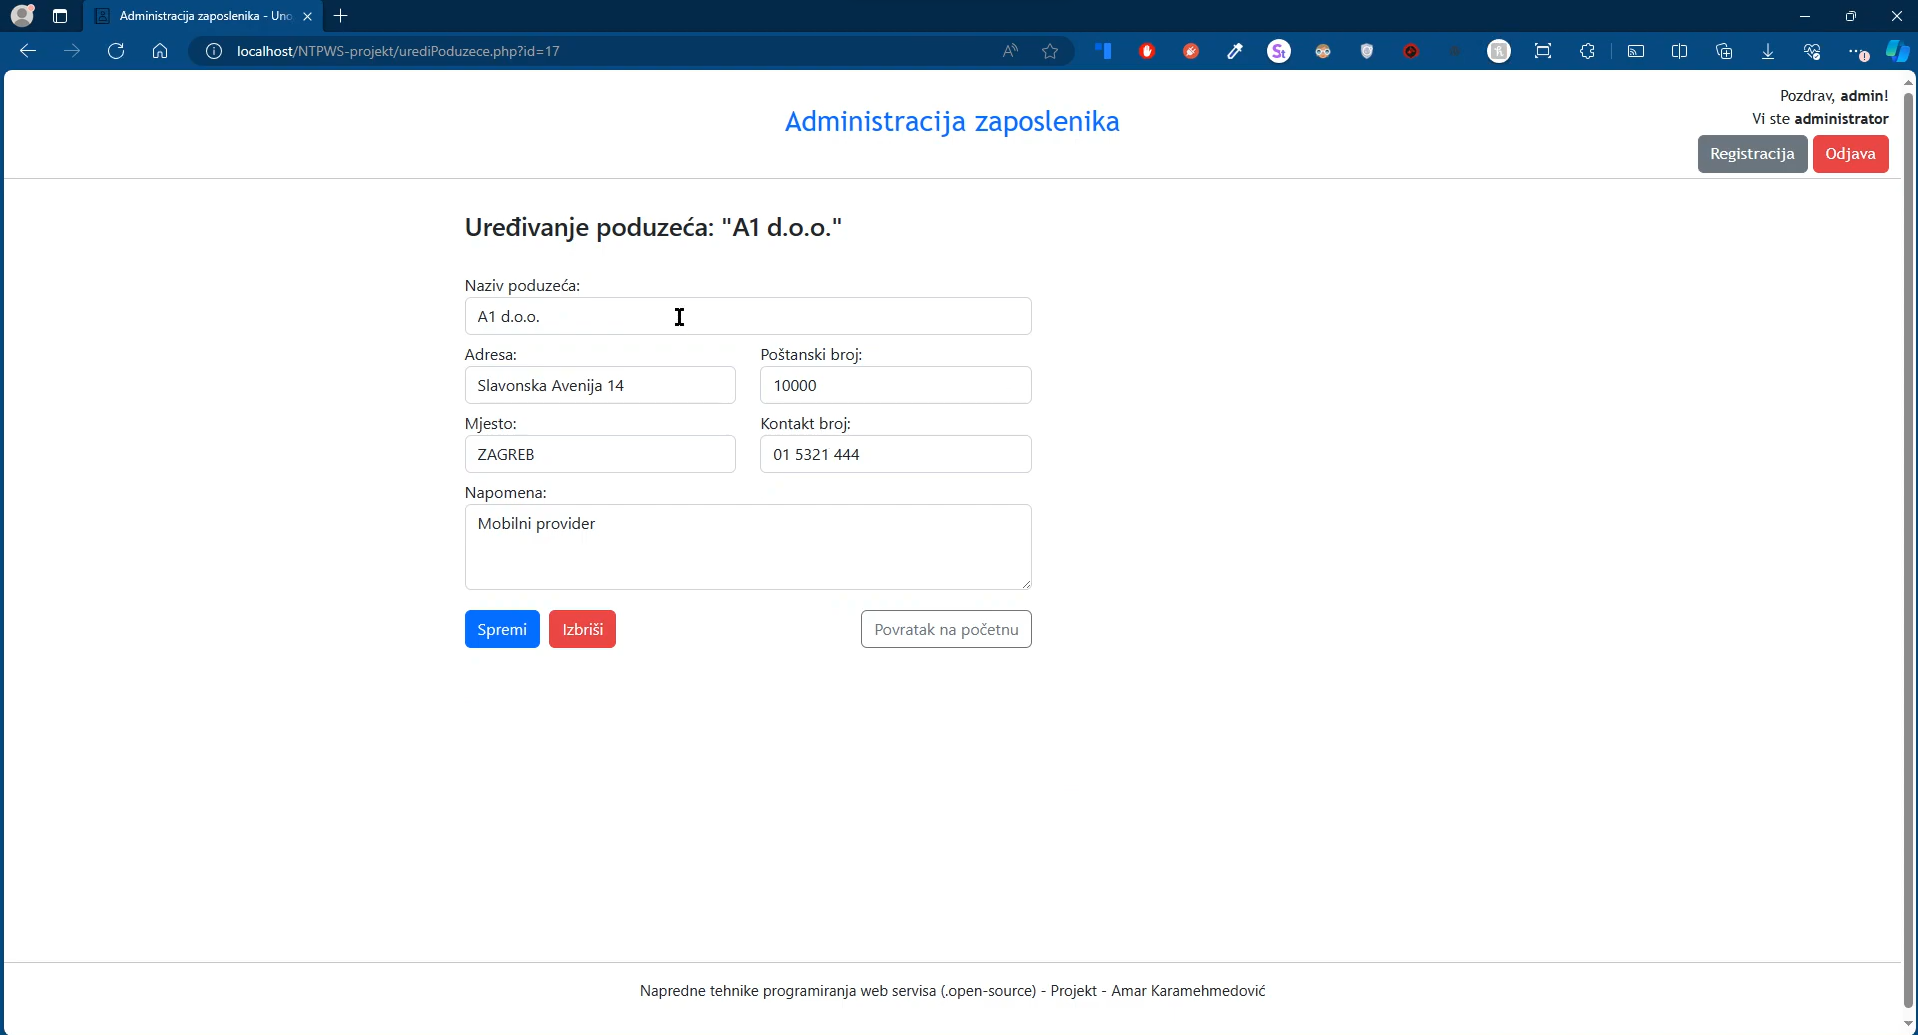 Administracija zaposlenika - Uno
localhost/NTPWS-projekt/urediPoduzece.php?id=17
Pozdrav, admin!
Vi ste administrator
Administracija zaposlenika
Registracija
Odjava
Uređivanje poduzeća: "A1 d.o.o."
Naziv poduzeća:
A1 d.o.o.
Adresa:
Poštanski broj:
Slavonska Avenija 14
10000
Mjesto:
Kontakt broj:
ZAGREB
01 5321 444
Napomena:
Mobilni provider
Spremi
Izbriši
Povratak na početnu
Napredne tehnike programiranja web servisa (.open-source) - Projekt - Amar Karamehmedović